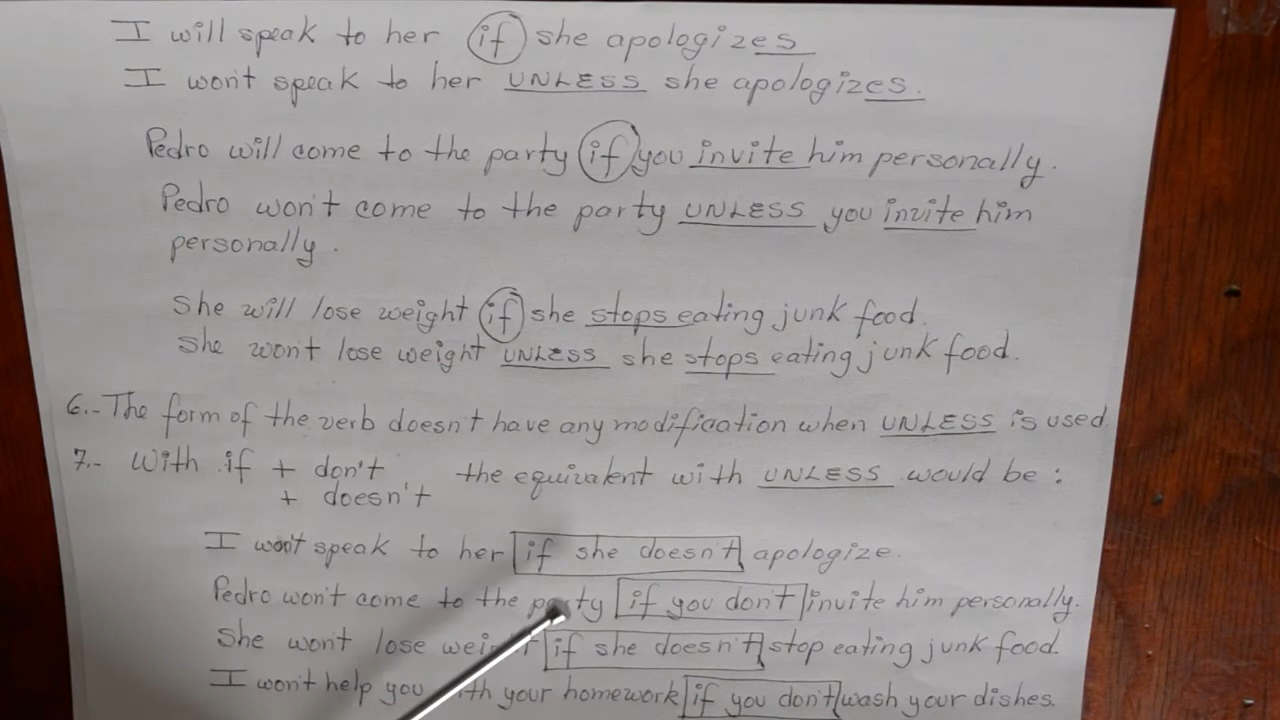 I will speak to her if she apologizes
I won't speak to her UNLESS she apologizes.
Pedro will come to the party if you invite him personally.
Pedro won't come to the party UNLESS you invite him
personally.
She will lose weight if she stops eating junk food.
She won't lose weight UNLESS she stops eating junk food.
6.- The form of the verb doesn't have any modification when UNLESS is used.
7.- With if + don't the equivalent with UNLESS would be:
+ doesn't
I won't speak to her if she doesn't apologize.
Pedro won't come to the party if you don't invite him personally.
She won't lose weight if she doesn't stop eating junk food.
I won't help you with your homework if you don't wash your dishes.